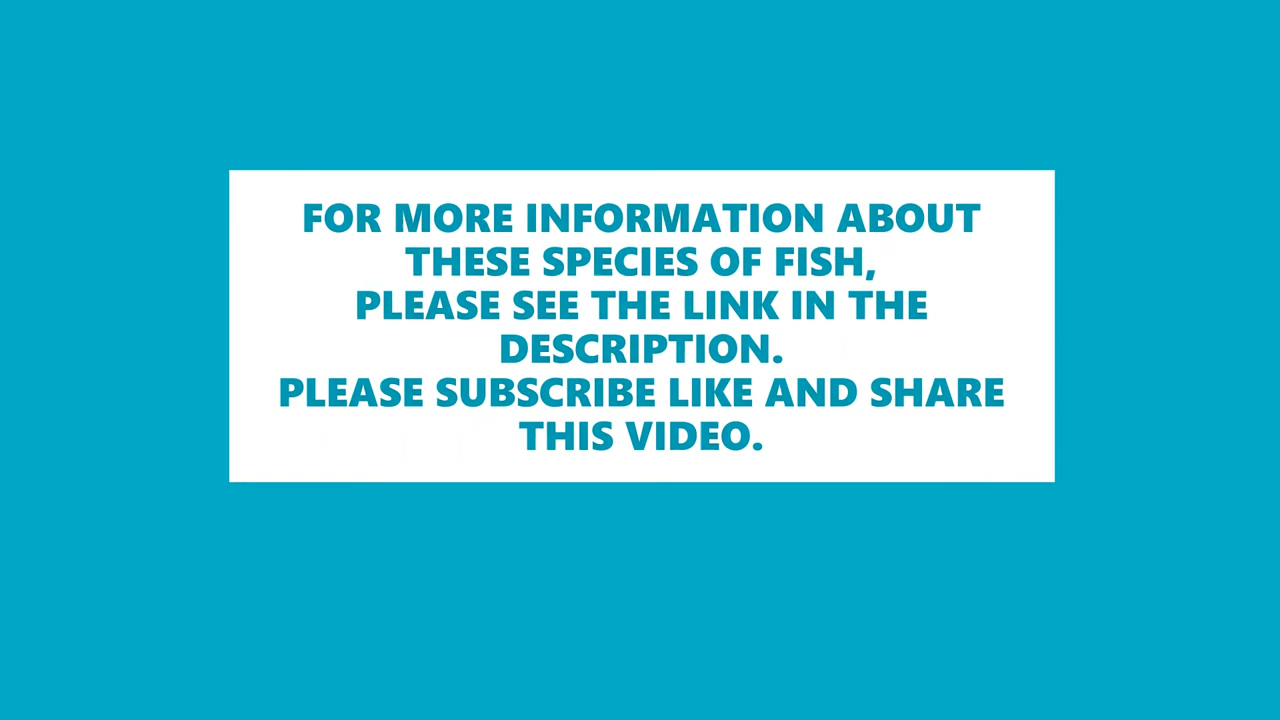 FOR MORE INFORMATION ABOUT
THESE SPECIES OF FISH,
PLEASE SEE THE LINK IN THE
DESCRIPTION.
PLEASE SUBSCRIBE LIKE AND SHARE
THIS VIDEO.